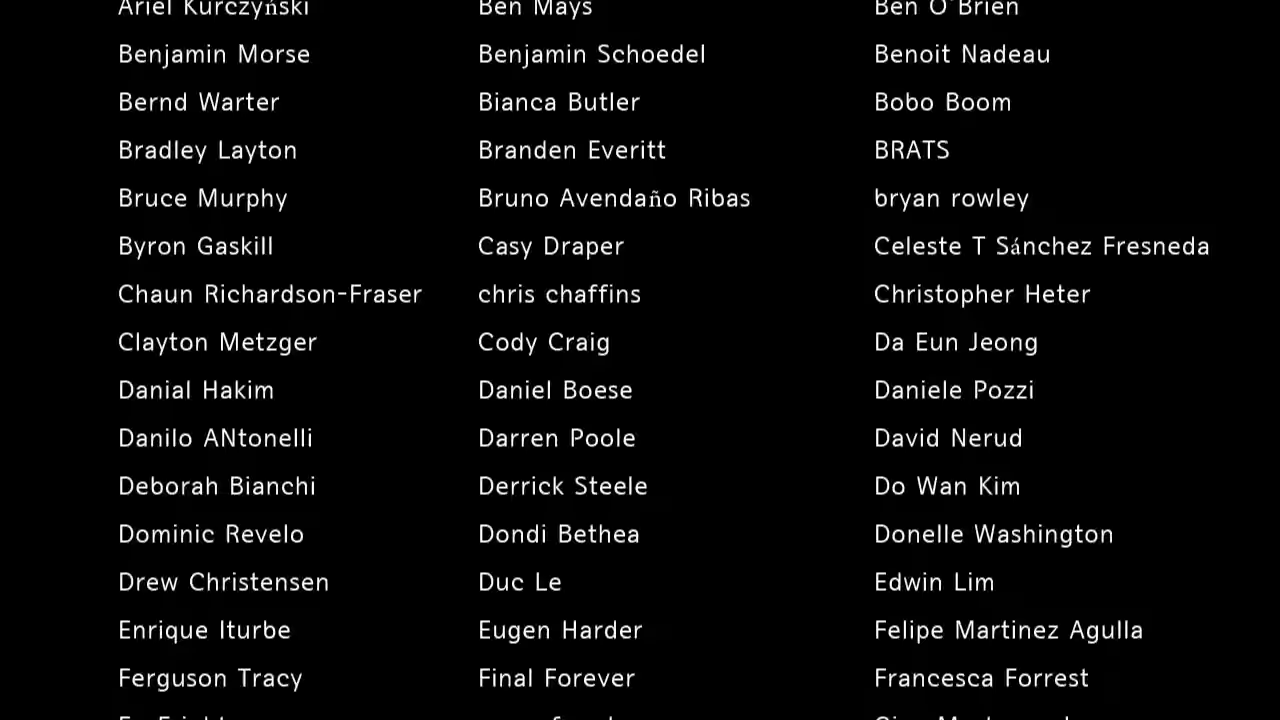 Ariel Kurczyński Ben Mays Ben O'Brien
Benjamin Morse Benjamin Schoedel Benoit Nadeau
Bernd Warter Bianca Butler Bobo Boom
Bradley Layton Branden Everitt BRATS
Bruce Murphy Bruno Avendaño Ribas bryan rowley
Byron Gaskill Casy Draper Celeste T Sánchez Fresneda
Chaun Richardson-Fraser chris chaffins Christopher Heter
Clayton Metzger Cody Craig Da Eun Jeong
Danial Hakim Daniel Boese Daniele Pozzi
Danilo ANtonelli Darren Poole David Nerud
Deborah Bianchi Derrick Steele Do Wan Kim
Dominic Revelo Dondi Bethea Donelle Washington
Drew Christensen Duc Le Edwin Lim
Enrique Iturbe Eugen Harder Felipe Martinez Agulla
Ferguson Tracy Final Forever Francesca Forrest